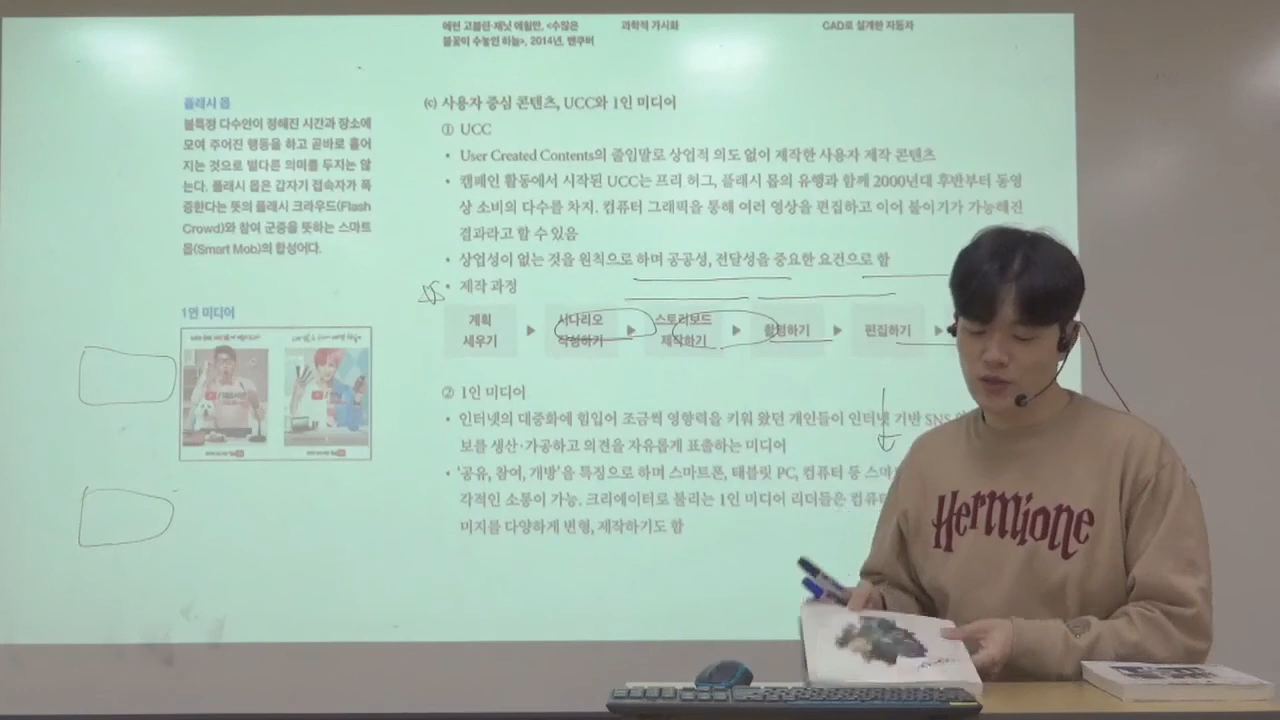 에런 고블린·재닛 에힐만, <수많은
불꽃이 수놓인 하늘>, 2014년, 밴쿠버
과학적 가시화
CAD로 설계한 자동차
플래시 몹
불특정 다수인이 정해진 시간과 장소에
모여 주어진 행동을 하고 곧바로 흩어
지는 것으로 별다른 의미를 두지는 않
는다. 플래시 몹은 갑자기 접속자가 폭
증한다는 뜻의 플래시 크라우드(Flash
Crowd)와 참여 군중을 뜻하는 스마트
몹(Smart Mob)의 합성어다.
1인 미디어
(c) 사용자 중심 콘텐츠, UCC와 1인 미디어
① UCC
• User Created Contents의 줄임말로 상업적 의도 없이 제작한 사용자 제작 콘텐츠
• 캠페인 활동에서 시작된 UCC는 프리 허그, 플래시 몹의 유행과 함께 2000년대 후반부터 동영
상 소비의 다수를 차지. 컴퓨터 그래픽을 통해 여러 영상을 편집하고 이어 붙이기가 가능해진
결과라고 할 수 있음
• 상업성이 없는 것을 원칙으로 하며 공공성, 전달성을 중요한 요건으로 함
• 제작 과정
계획
세우기
시나리오
작성하기
스토리보드
제작하기
촬영하기
편집하기
② 1인 미디어
• 인터넷의 대중화에 힘입어 조금씩 영향력을 키워 왔던 개인들이 인터넷 기반 SNS
보를 생산·가공하고 의견을 자유롭게 표출하는 미디어
• '공유, 참여, 개방'을 특징으로 하며 스마트폰, 태블릿 PC, 컴퓨터 등
각적인 소통이 가능. 크리에이터로 불리는 1인 미디어 리더들은
미지를 다양하게 변형, 제작하기도 함
Hermione